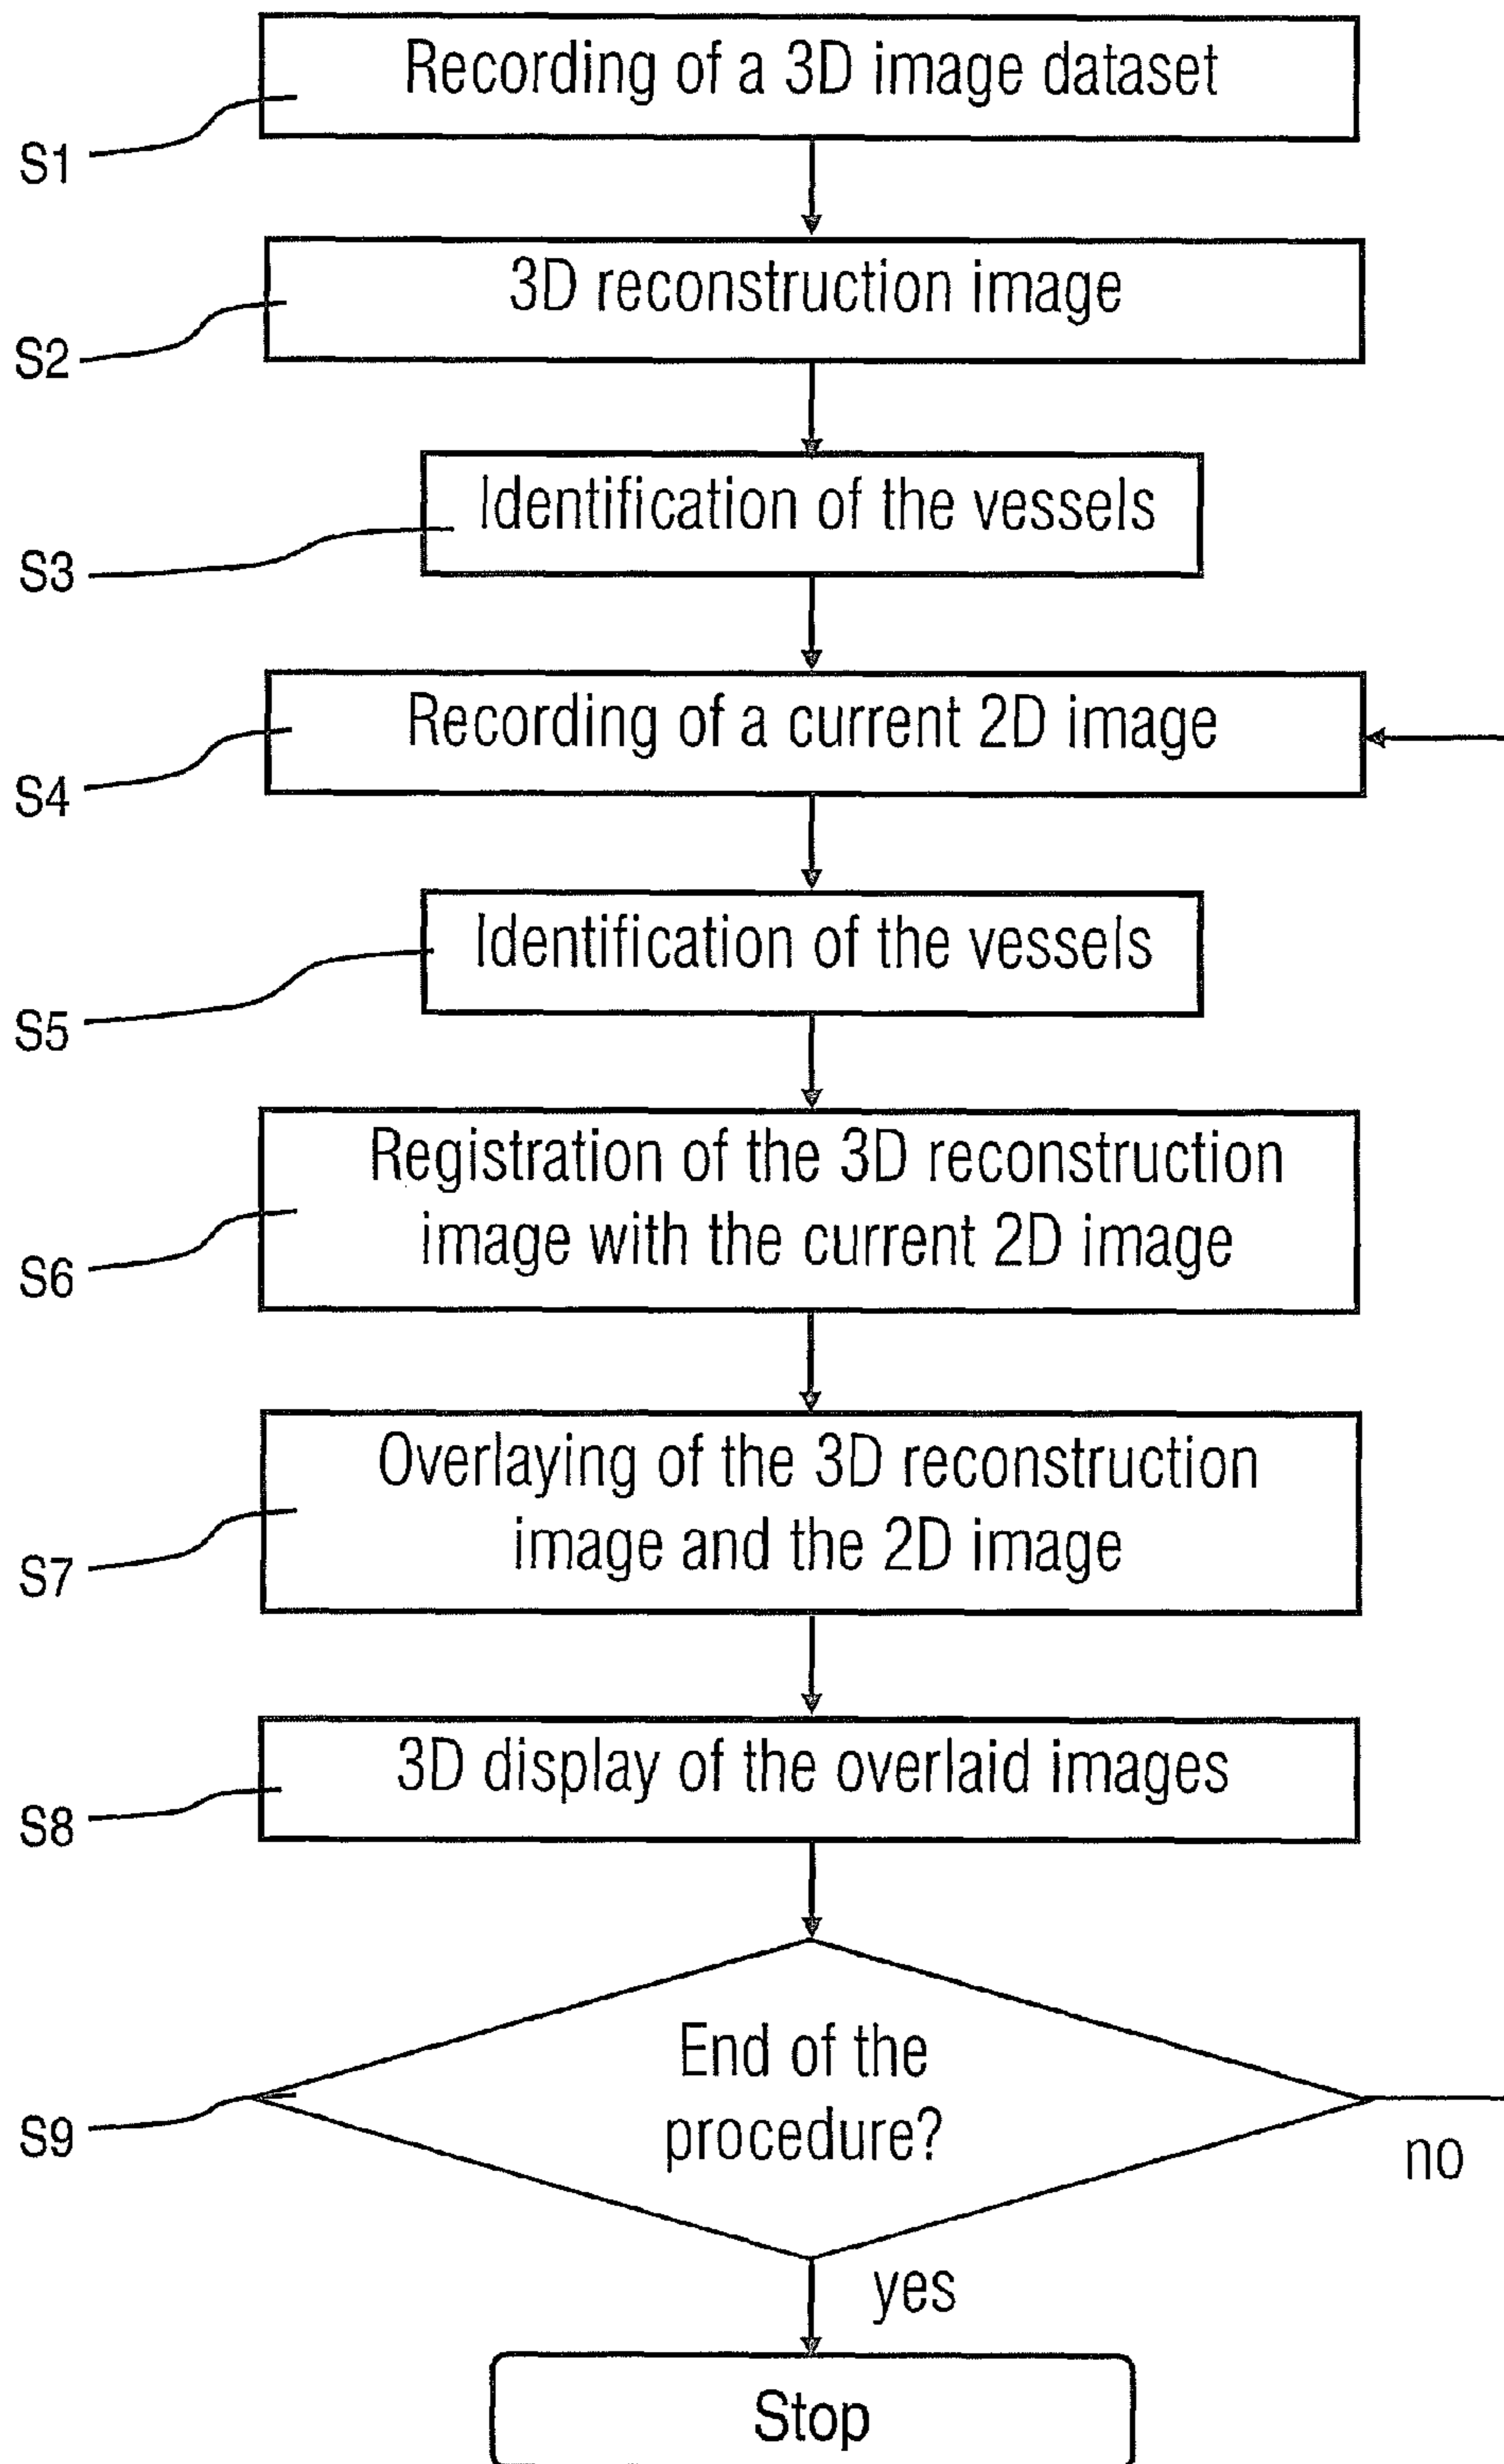 Recording of a 3D image dataset
S1
3D reconstruction image
S2
Identification of the vessels
S3
Recording of a current 2D image
S4
Identification of the vessels
S5
Registration of the 3D reconstruction
image with the current 2D image
S6
Overlaying of the 3D reconstruction
image and the 2D image
S7
3D display of the overlaid images
S8
End of the
procedure?
S9
no
yes
Stop